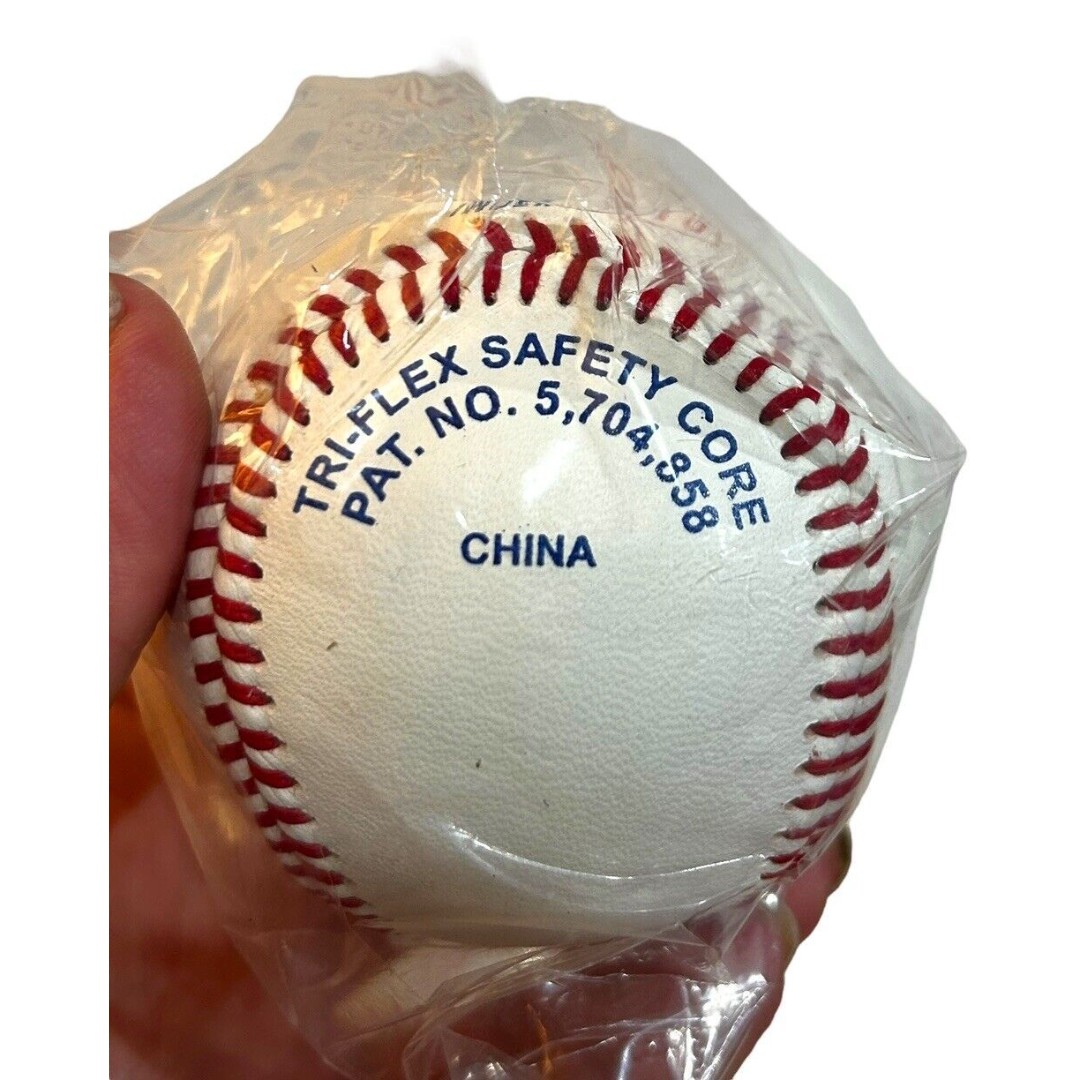 TRI-FLEX SAFETY CORE
PAT. NO. 5,704,858
CHINA